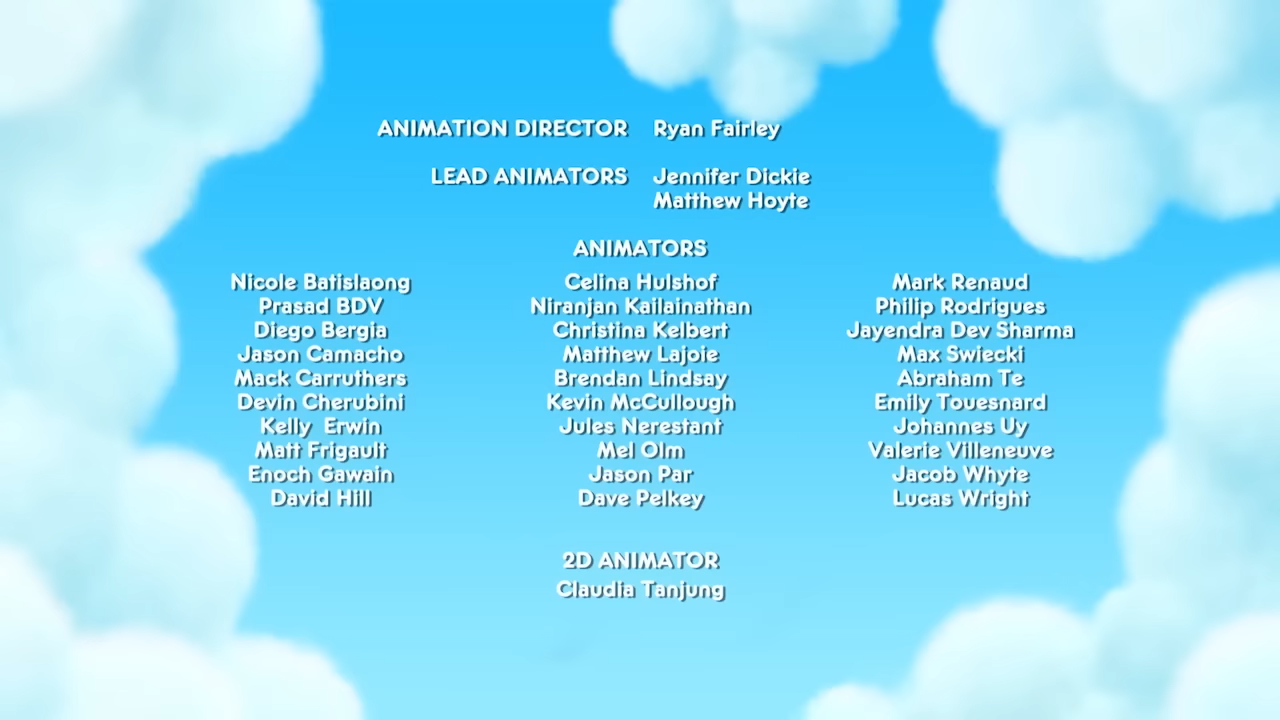 ANIMATION DIRECTOR Ryan Fairley
LEAD ANIMATORS Jennifer Dickie
Matthew Hoyte
ANIMATORS
Nicole Batislaong
Prasad BDV
Diego Bergia
Jason Camacho
Mack Carruthers
Devin Cherubini
Kelly  Erwin
Matt Frigault
Enoch Gawain
David Hill
Celina Hulshof
Niranjan Kailainathan
Christina Kelbert
Matthew Lajoie
Brendan Lindsay
Kevin McCullough
Jules Nerestant
Mel Olm
Jason Par
Dave Pelkey
Mark Renaud
Philip Rodrigues
Jayendra Dev Sharma
Max Swiecki
Abraham Te
Emily Touesnard
Johannes Uy
Valerie Villeneuve
Jacob Whyte
Lucas Wright
2D ANIMATOR
Claudia Tanjung